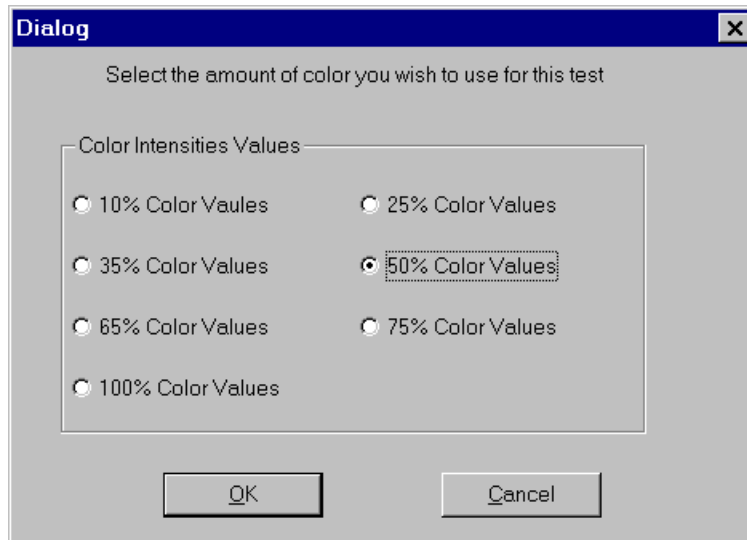 Dialog
Select the amount of color you wish to use for this test
Color Intensities Values
10% Color Vaules
25% Color Values
35% Color Values
50% Color Values
65% Color Values
75% Color Values
100% Color Values
OK
Cancel